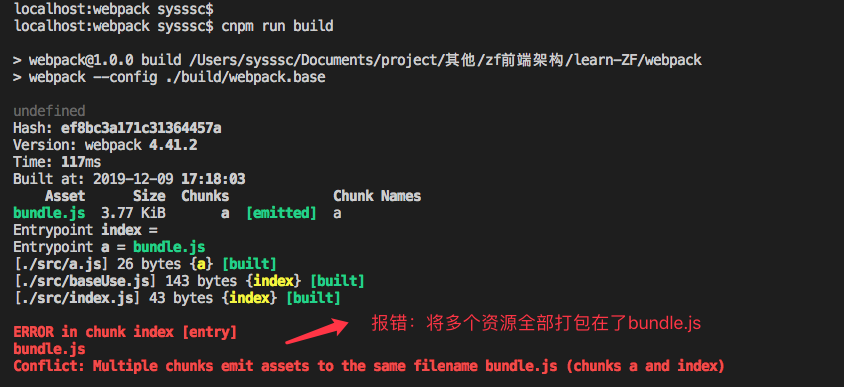 localhost:webpack sysssc$
localhost:webpack sysssc$ cnpm run build
> webpack@1.0.0 build /Users/sysssc/Documents/project/其他/zf前端架构/learn-ZF/webpack
> webpack --config ./build/webpack.base
undefined
Hash: ef8bc3a171c31364457a
Version: webpack 4.41.2
Time: 117ms
Built at: 2019-12-09 17:18:03
Asset Size Chunks Chunk Names
bundle.js 3.77 KiB a [emitted] a
Entrypoint index =
Entrypoint a = bundle.js
[./src/a.js] 26 bytes {a} [built]
[./src/baseUse.js] 143 bytes {index} [built]
[./src/index.js] 43 bytes {index} [built]
报错：将多个资源全部打包在了bundle.js
ERROR in chunk index [entry]
bundle.js
Conflict: Multiple chunks emit assets to the same filename bundle.js (chunks a and index)